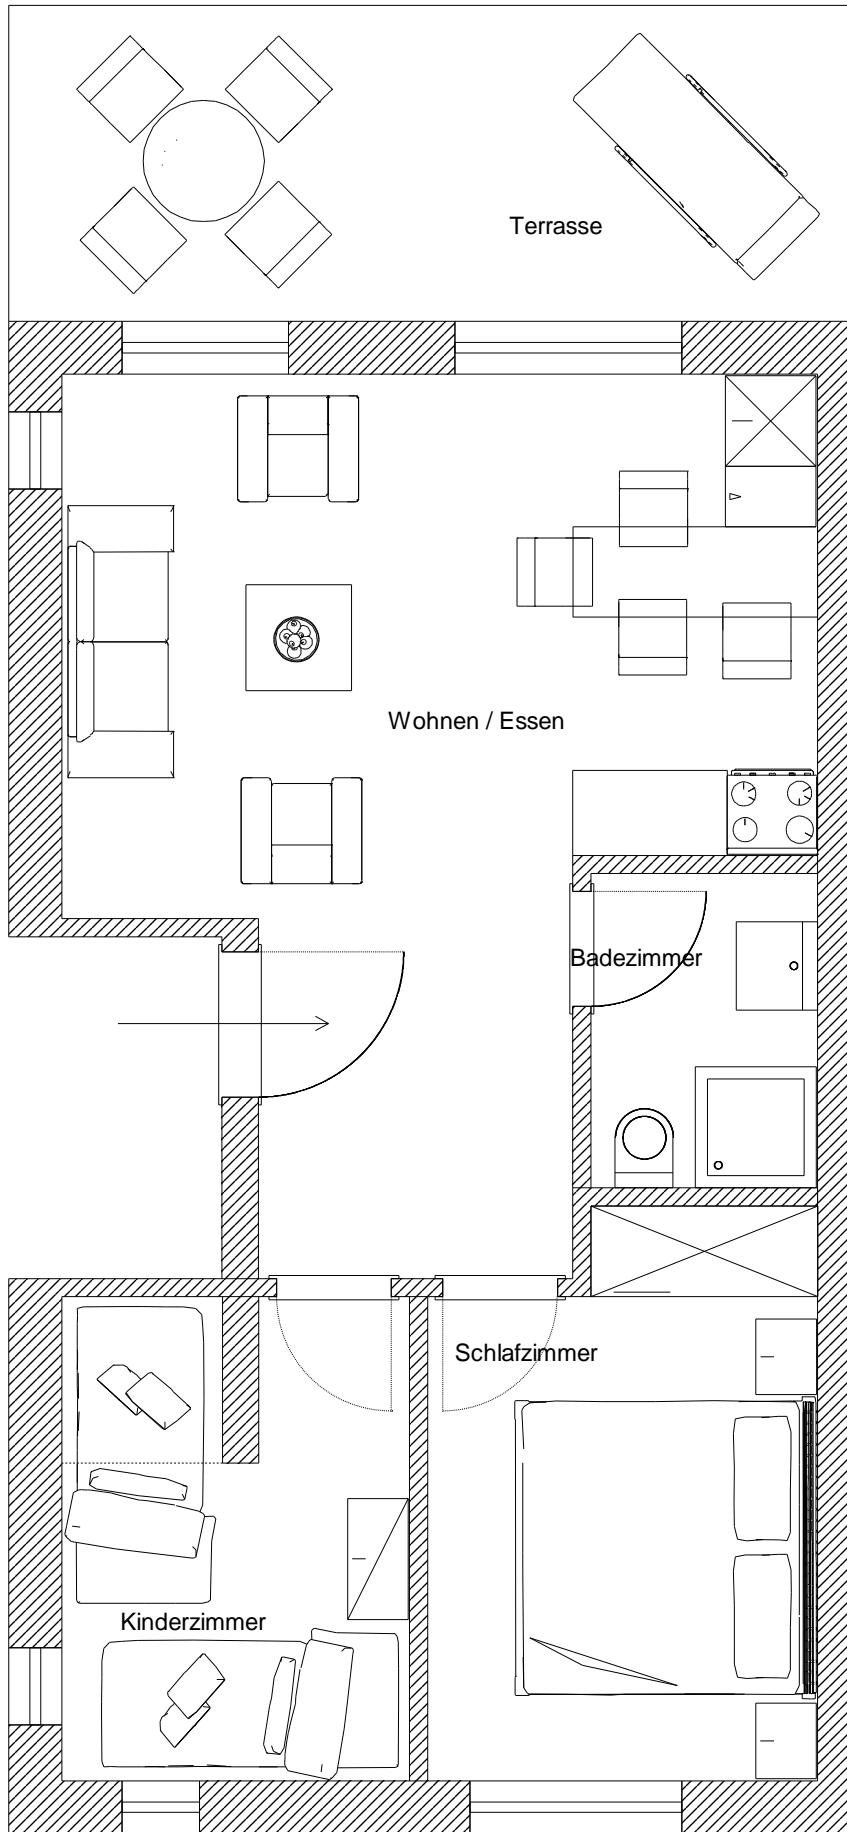 Terrasse
Wohnen / Essen
Badezimmer
Schlafzimmer
Kinderzimmer